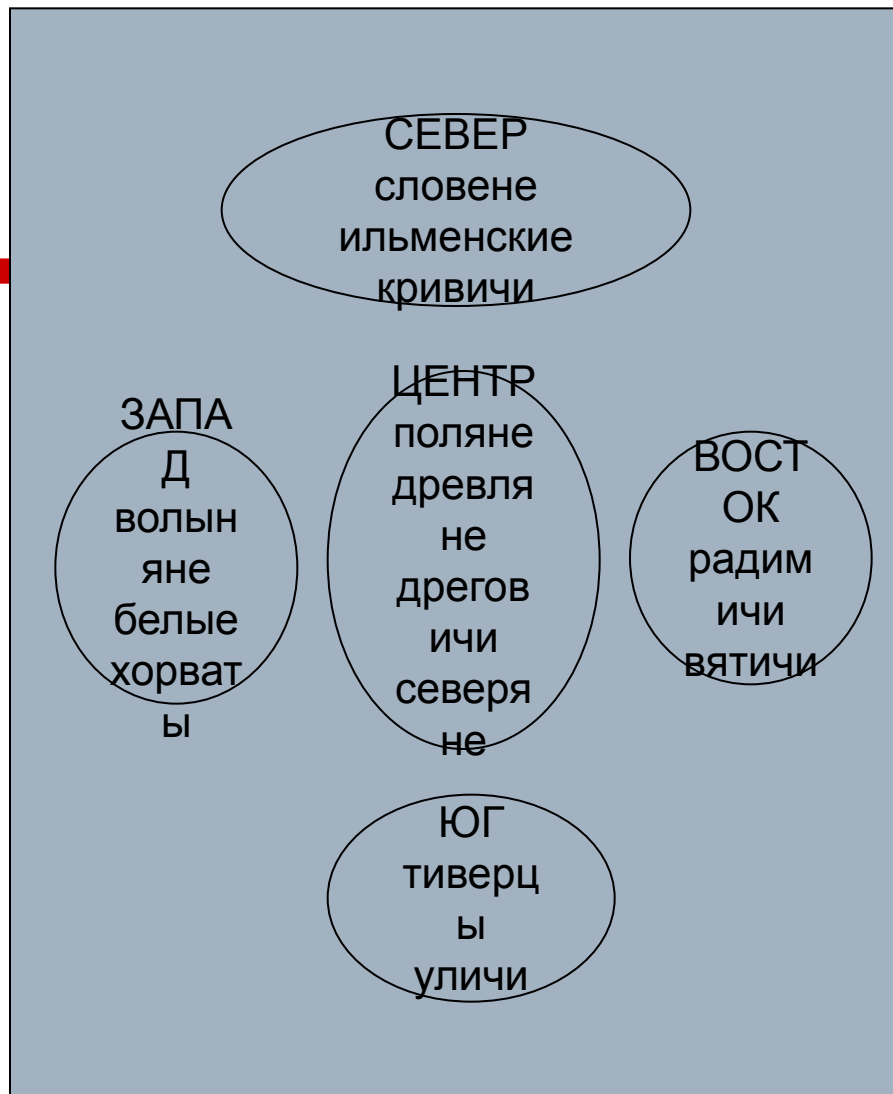 СЕВЕР
словене
ильменские
кривичи
ЗАПА
Д
волын
яне
белые
хорват
ы
ЦЕНТР
поляне
древля
не
дрегов
ичи
северя
не
ВОСТ
ОК
радим
ичи
вятичи
ЮГ
тиверц
ы
уличи